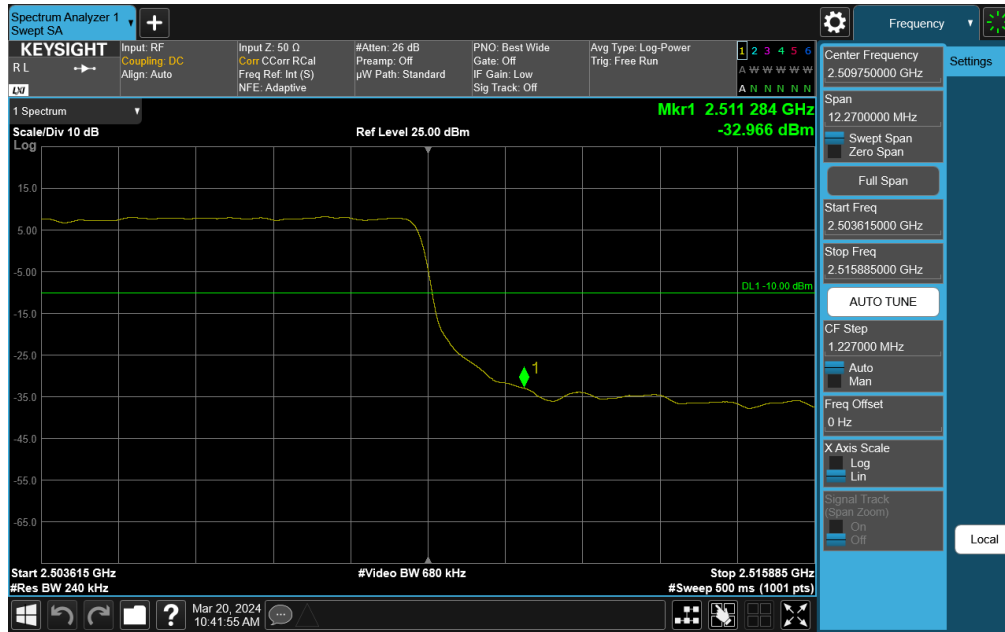 Spectrum Analyzer 1
Swept SA
+
Frequency
KEYSIGHT
R L
LXI
Input: RF
Coupling: DC
Align: Auto
Input Z: 50 Ω
Corr CCorr RCal
Freq Ref: Int (S)
NFE: Adaptive
#Atten: 26 dB
Preamp: Off
µW Path: Standard
PNO: Best Wide
Gate: Off
IF Gain: Low
Sig Track: Off
Avg Type: Log-Power
Trig: Free Run
1 2 3 4 5 6
A W W W W W
A N N N N N
1 Spectrum
Mkr1 2.511 284 GHz
-32.966 dBm
Scale/Div 10 dB
Ref Level 25.00 dBm
Log
15.0
5.00
-5.00
-15.0
-25.0
-35.0
-45.0
-55.0
-65.0
DL1 -10.00 dBm
1
Start 2.503615 GHz
#Video BW 680 kHz
Stop 2.515885 GHz
#Res BW 240 kHz
#Sweep 500 ms (1001 pts)
Center Frequency
2.509750000 GHz
Settings
Span
12.2700000 MHz
Swept Span
Zero Span
Full Span
Start Freq
2.503615000 GHz
Stop Freq
2.515885000 GHz
AUTO TUNE
CF Step
1.227000 MHz
Auto
Man
Freq Offset
0 Hz
X Axis Scale
Log
Lin
Signal Track
(Span Zoom)
On
Off
Local
?
Mar 20, 2024
10:41:55 AM